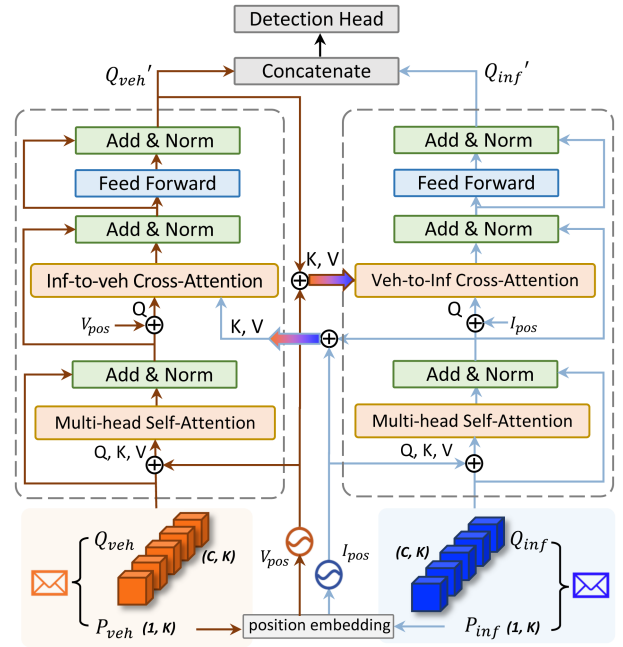 Detection Head
Q_veh′
Concatenate
Q_inf′
Add & Norm
Add & Norm
Feed Forward
Feed Forward
Add & Norm
Add & Norm
K, V
Inf-to-veh Cross-Attention
Veh-to-Inf Cross-Attention
Q
Q
V_pos
I_pos
K, V
Add & Norm
Add & Norm
Multi-head Self-Attention
Multi-head Self-Attention
Q, K, V
Q, K, V
Q_veh
(C, K)
V_pos
I_pos
(C, K)
Q_inf
P_veh (1, K)
position embedding
P_inf (1, K)